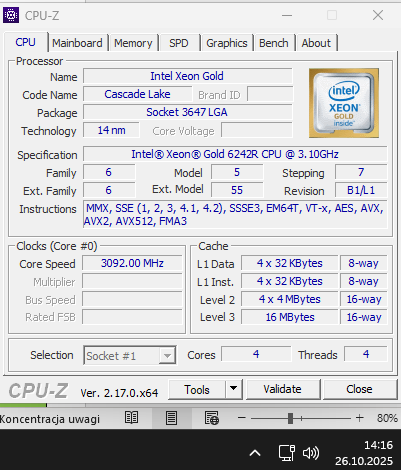 CPU-Z
CPU Mainboard Memory SPD Graphics Bench About
Processor
Name Intel Xeon Gold
Code Name Cascade Lake Brand ID
Package Socket 3647 LGA
Technology 14 nm Core Voltage
intel
XEON
GOLD
inside
Specification Intel® Xeon® Gold 6242R CPU @ 3.10GHz
Family 6 Model 5 Stepping 7
Ext. Family 6 Ext. Model 55 Revision B1/L1
Instructions MMX, SSE (1, 2, 3, 4.1, 4.2), SSSE3, EM64T, VT-x, AES, AVX,
AVX2, AVX512, FMA3
Clocks (Core #0)
Core Speed 3092.00 MHz
Multiplier
Bus Speed
Rated FSB
Cache
L1 Data 4 x 32 KBytes 8-way
L1 Inst. 4 x 32 KBytes 8-way
Level 2 4 x 4 MBytes 16-way
Level 3 16 MBytes 16-way
Selection Socket #1 Cores 4 Threads 4
CPU-Z Ver. 2.17.0.x64 Tools Validate Close
Koncentracja uwagi 80%
14:16
26.10.2025